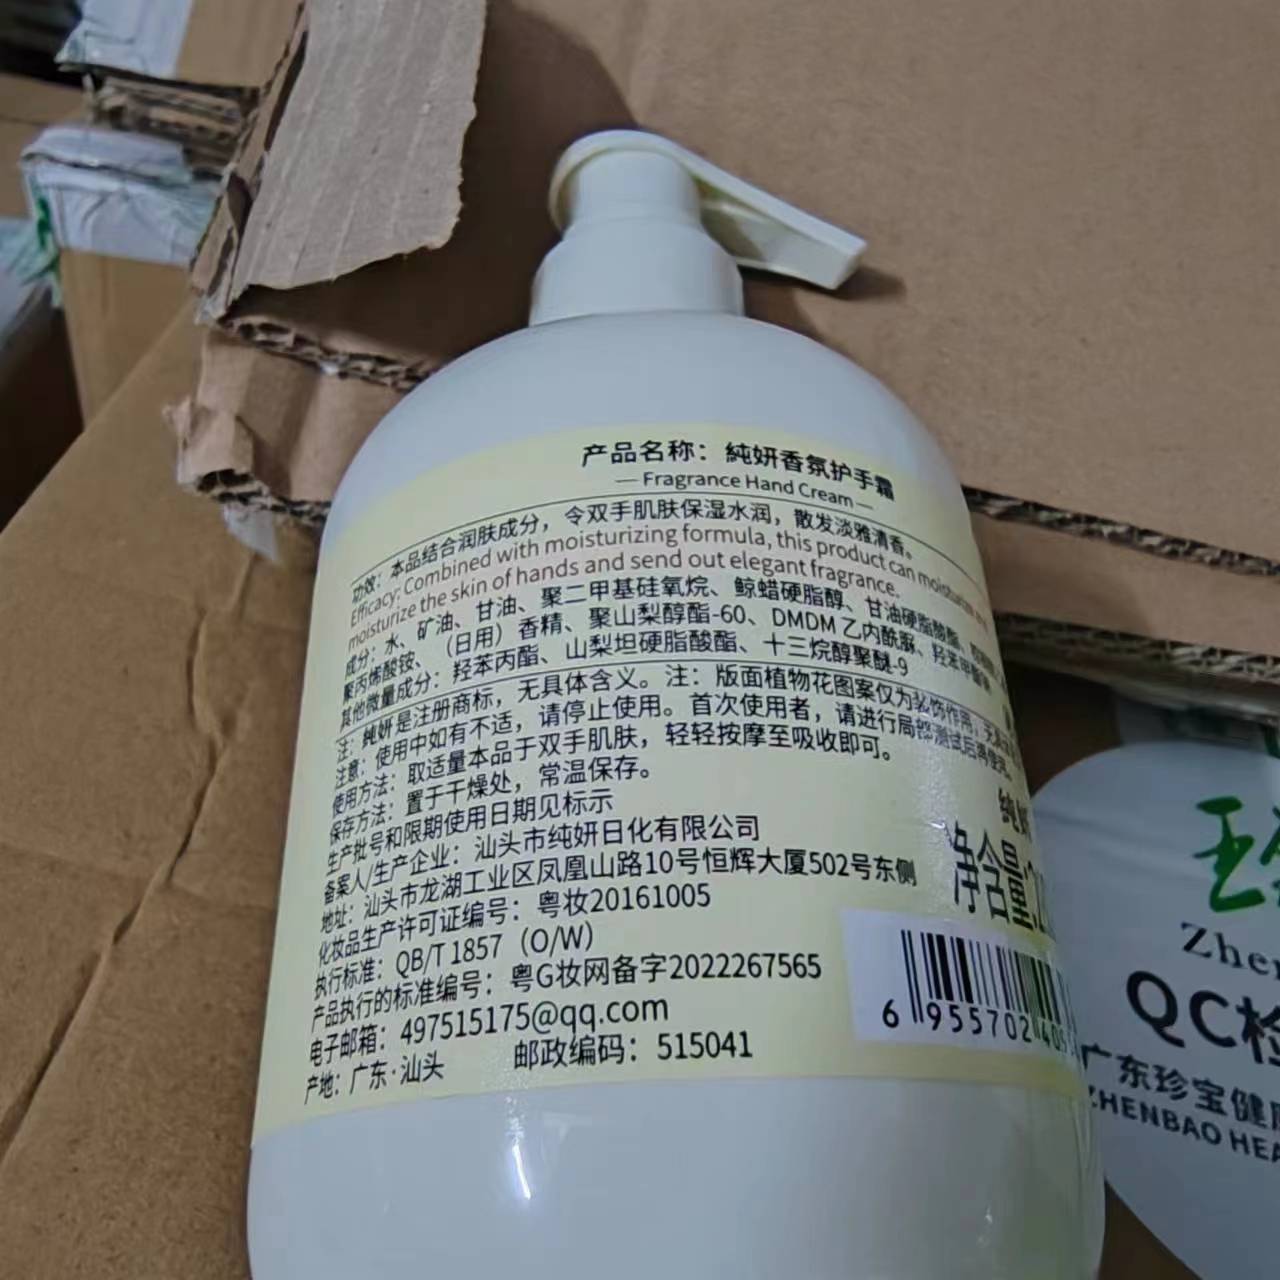 产品名称：純妍香氛护手霜
— Fragrance Hand Cream —
功效：本品结合润肤成分，令双手肌肤保湿水润，散发淡雅清香。
Efficacy: Combined with moisturizing formula, this product can moisturize and
moisturize the skin of hands and send out elegant fragrance.
成分：水、矿油、甘油、聚二甲基硅氧烷、鲸蜡硬脂醇、甘油硬脂酸酯、
聚丙烯酸铵、（日用）香精、聚山梨醇酯-60、DMDM 乙内酰脲、羟苯甲酯
其他微量成分：羟苯丙酯、山梨坦硬脂酸酯、十三烷醇聚醚-9
注：純妍是注册商标，无具体含义。注：版面植物花图案仅为装饰作用，
注意：使用中如有不适，请停止使用。首次使用者，请进行局部测试后再使用。
使用方法：取适量本品于双手肌肤，轻轻按摩至吸收即可。
保存方法：置于干燥处，常温保存。
生产批号和限期使用日期见标示
备案人/生产企业：汕头市纯妍日化有限公司
地址：汕头市龙湖工业区凤凰山路10号恒辉大厦502号东侧
化妆品生产许可证编号：粤妆20161005
执行标准：QB/T 1857（O/W）
产品执行的标准编号：粤G妆网备字2022267565
电子邮箱：497515175@qq.com
产地：广东·汕头 邮政编码：515041
純妍
净含量:
6 955702
Zhen
QC检
广东珍宝健康
ZHENBAO HEA